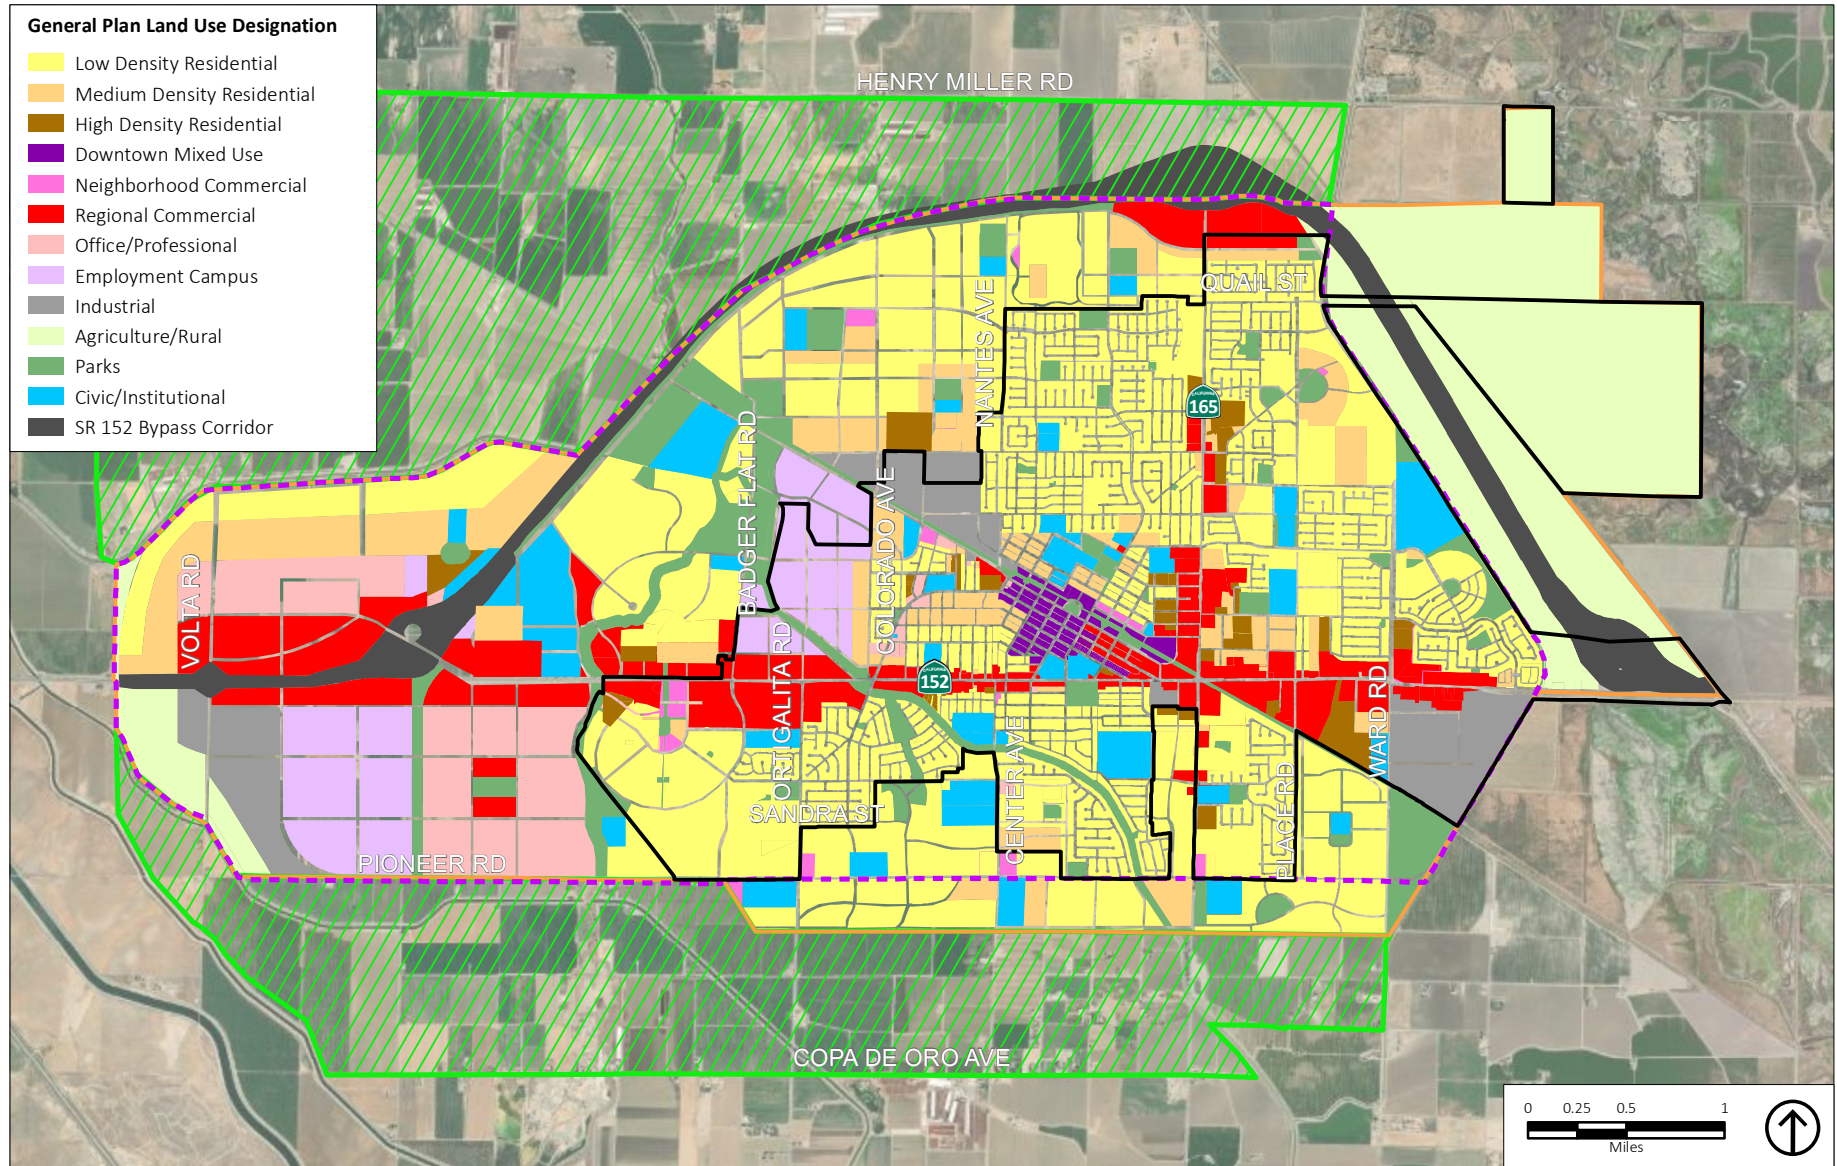 General Plan Land Use Designation
Low Density Residential
Medium Density Residential
High Density Residential
Downtown Mixed Use
Neighborhood Commercial
Regional Commercial
Office/Professional
Employment Campus
Industrial
Agriculture/Rural
Parks
Civic/Institutional
SR 152 Bypass Corridor
HENRY MILLER RD
QUAIL ST
NANTES AVE
CALIFORNIA
165
BADGER FLAT RD
COLORADO AVE
VOLTA RD
ORTIGALITA RD
CALIFORNIA
152
WARD RD
CENTER AVE
PLACE RD
SANDRA ST
PIONEER RD
COPA DE ORO AVE
0 0.25 0.5 1
Miles